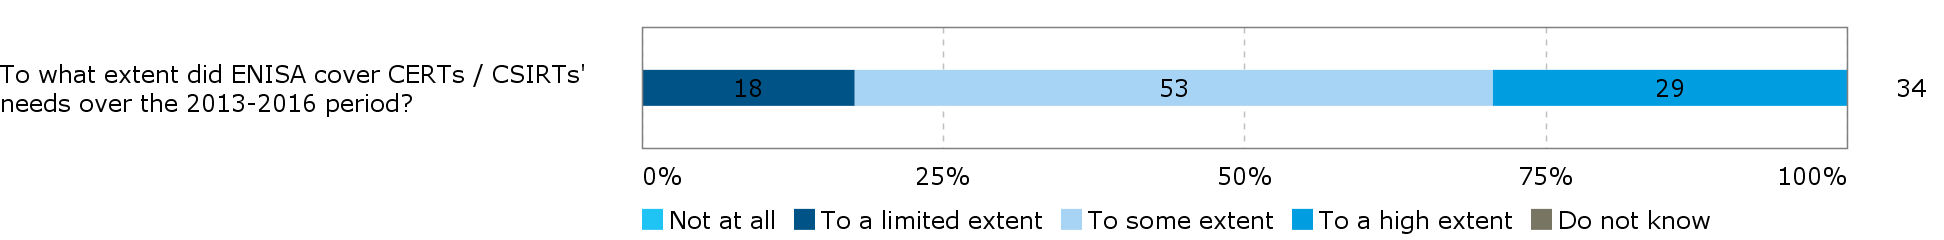 To what extent did ENISA cover CERTs / CSIRTs'
needs over the 2013-2016 period?
18 53 29 34
0% 25% 50% 75% 100%
Not at all To a limited extent To some extent To a high extent Do not know